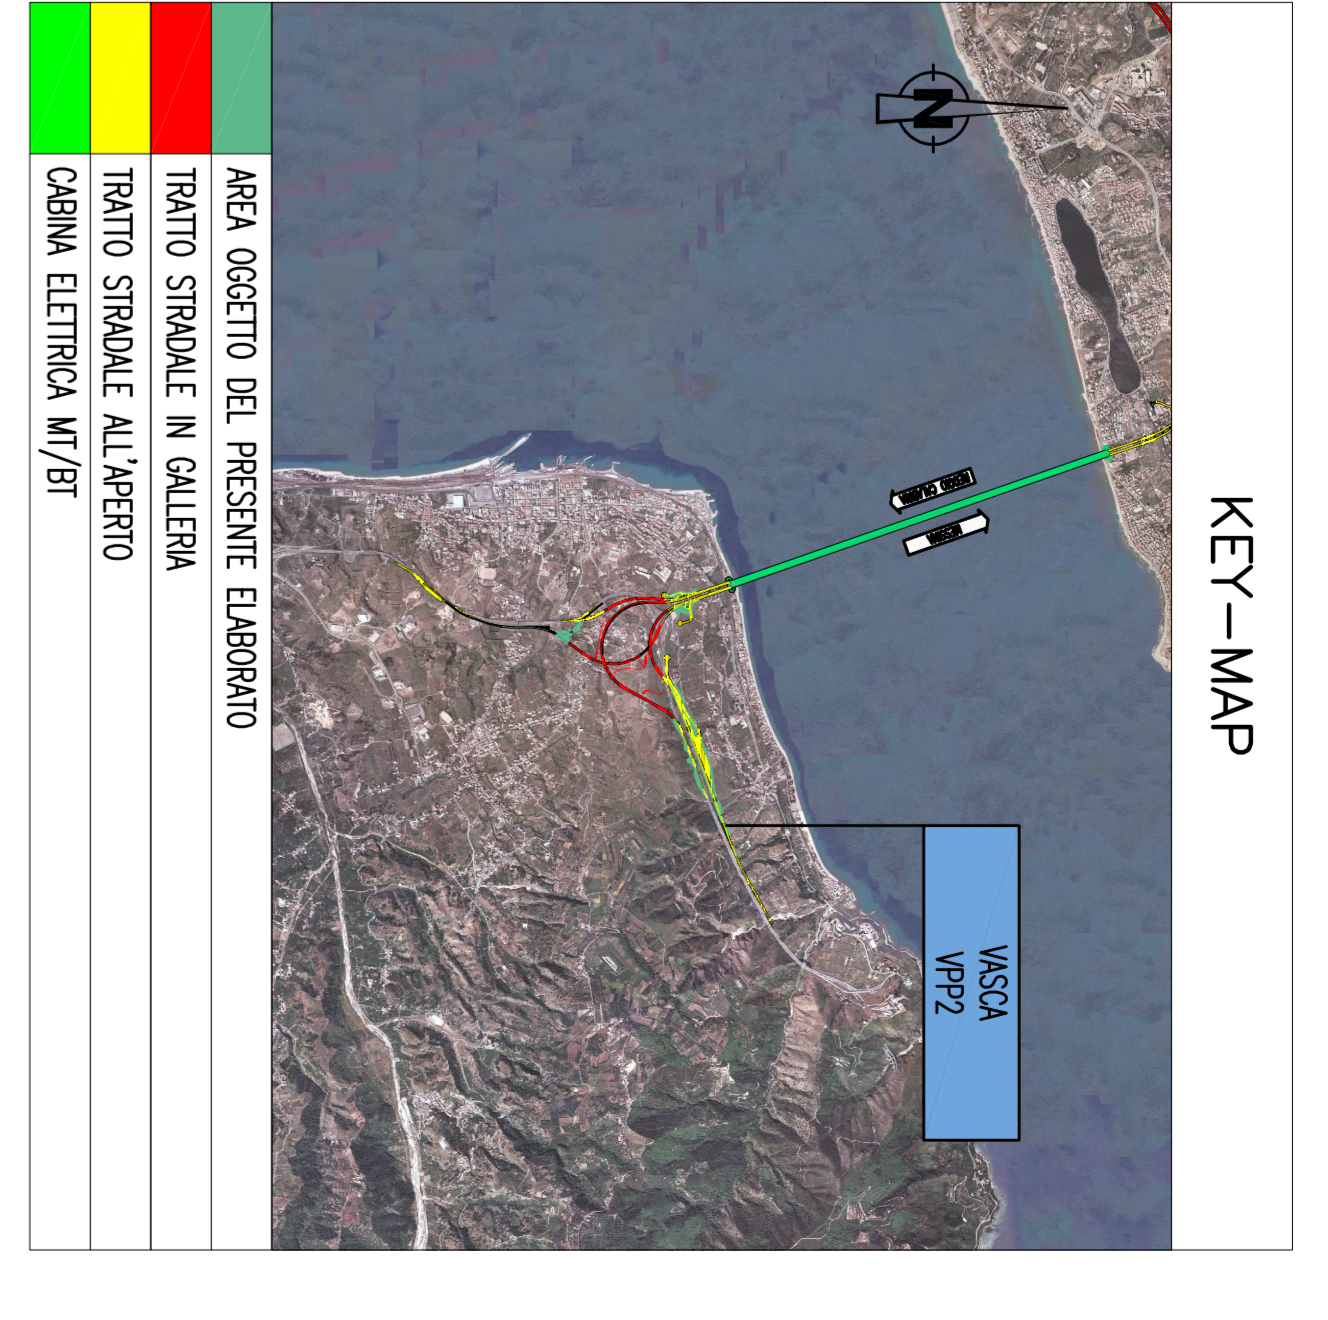 KEY-MAP
N
MESSINA
VASCA
VPP2
AREA OGGETTO DEL PRESENTE ELABORATO
TRATTO STRADALE IN GALLERIA
TRATTO STRADALE ALL'APERTO
CABINA ELETTRICA MT/BT